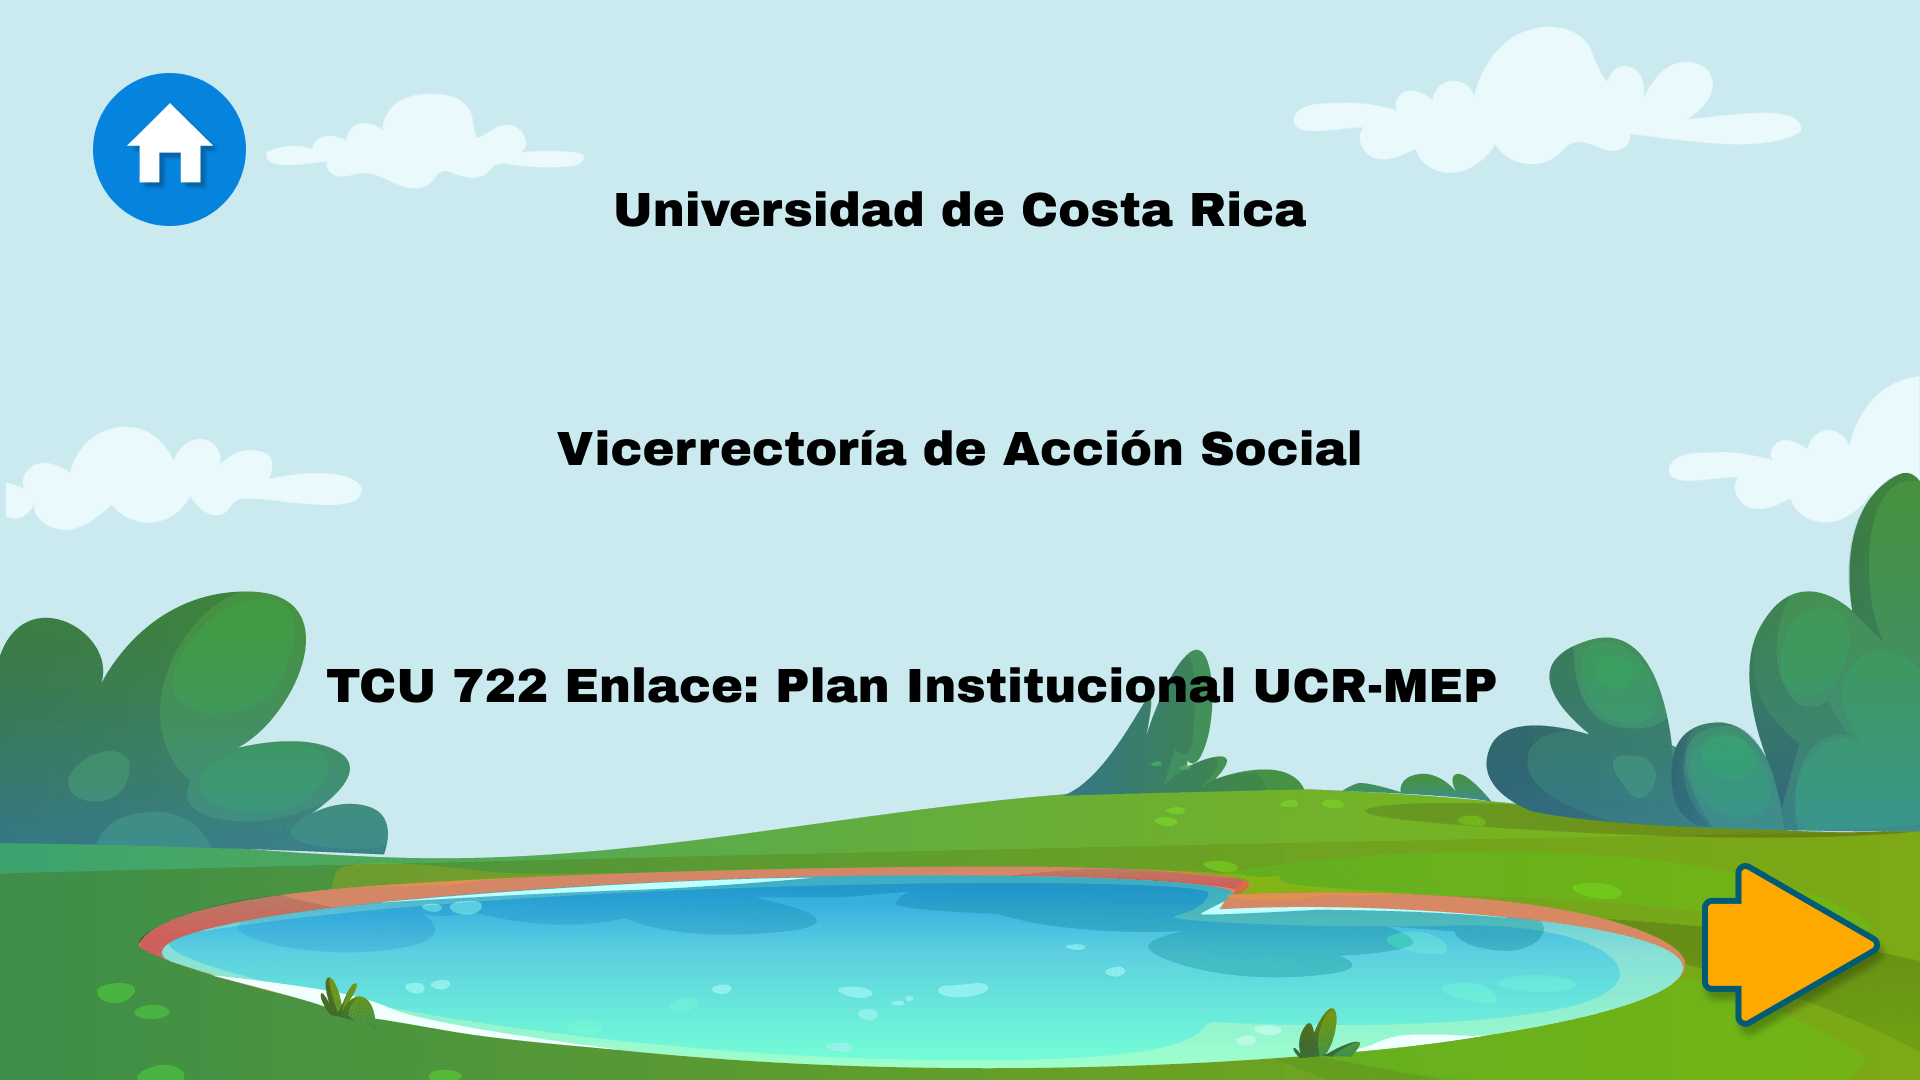 Universidad de Costa Rica
Vicerrectoría de Acción Social
TCU 722 Enlace: Plan Institucional UCR-MEP